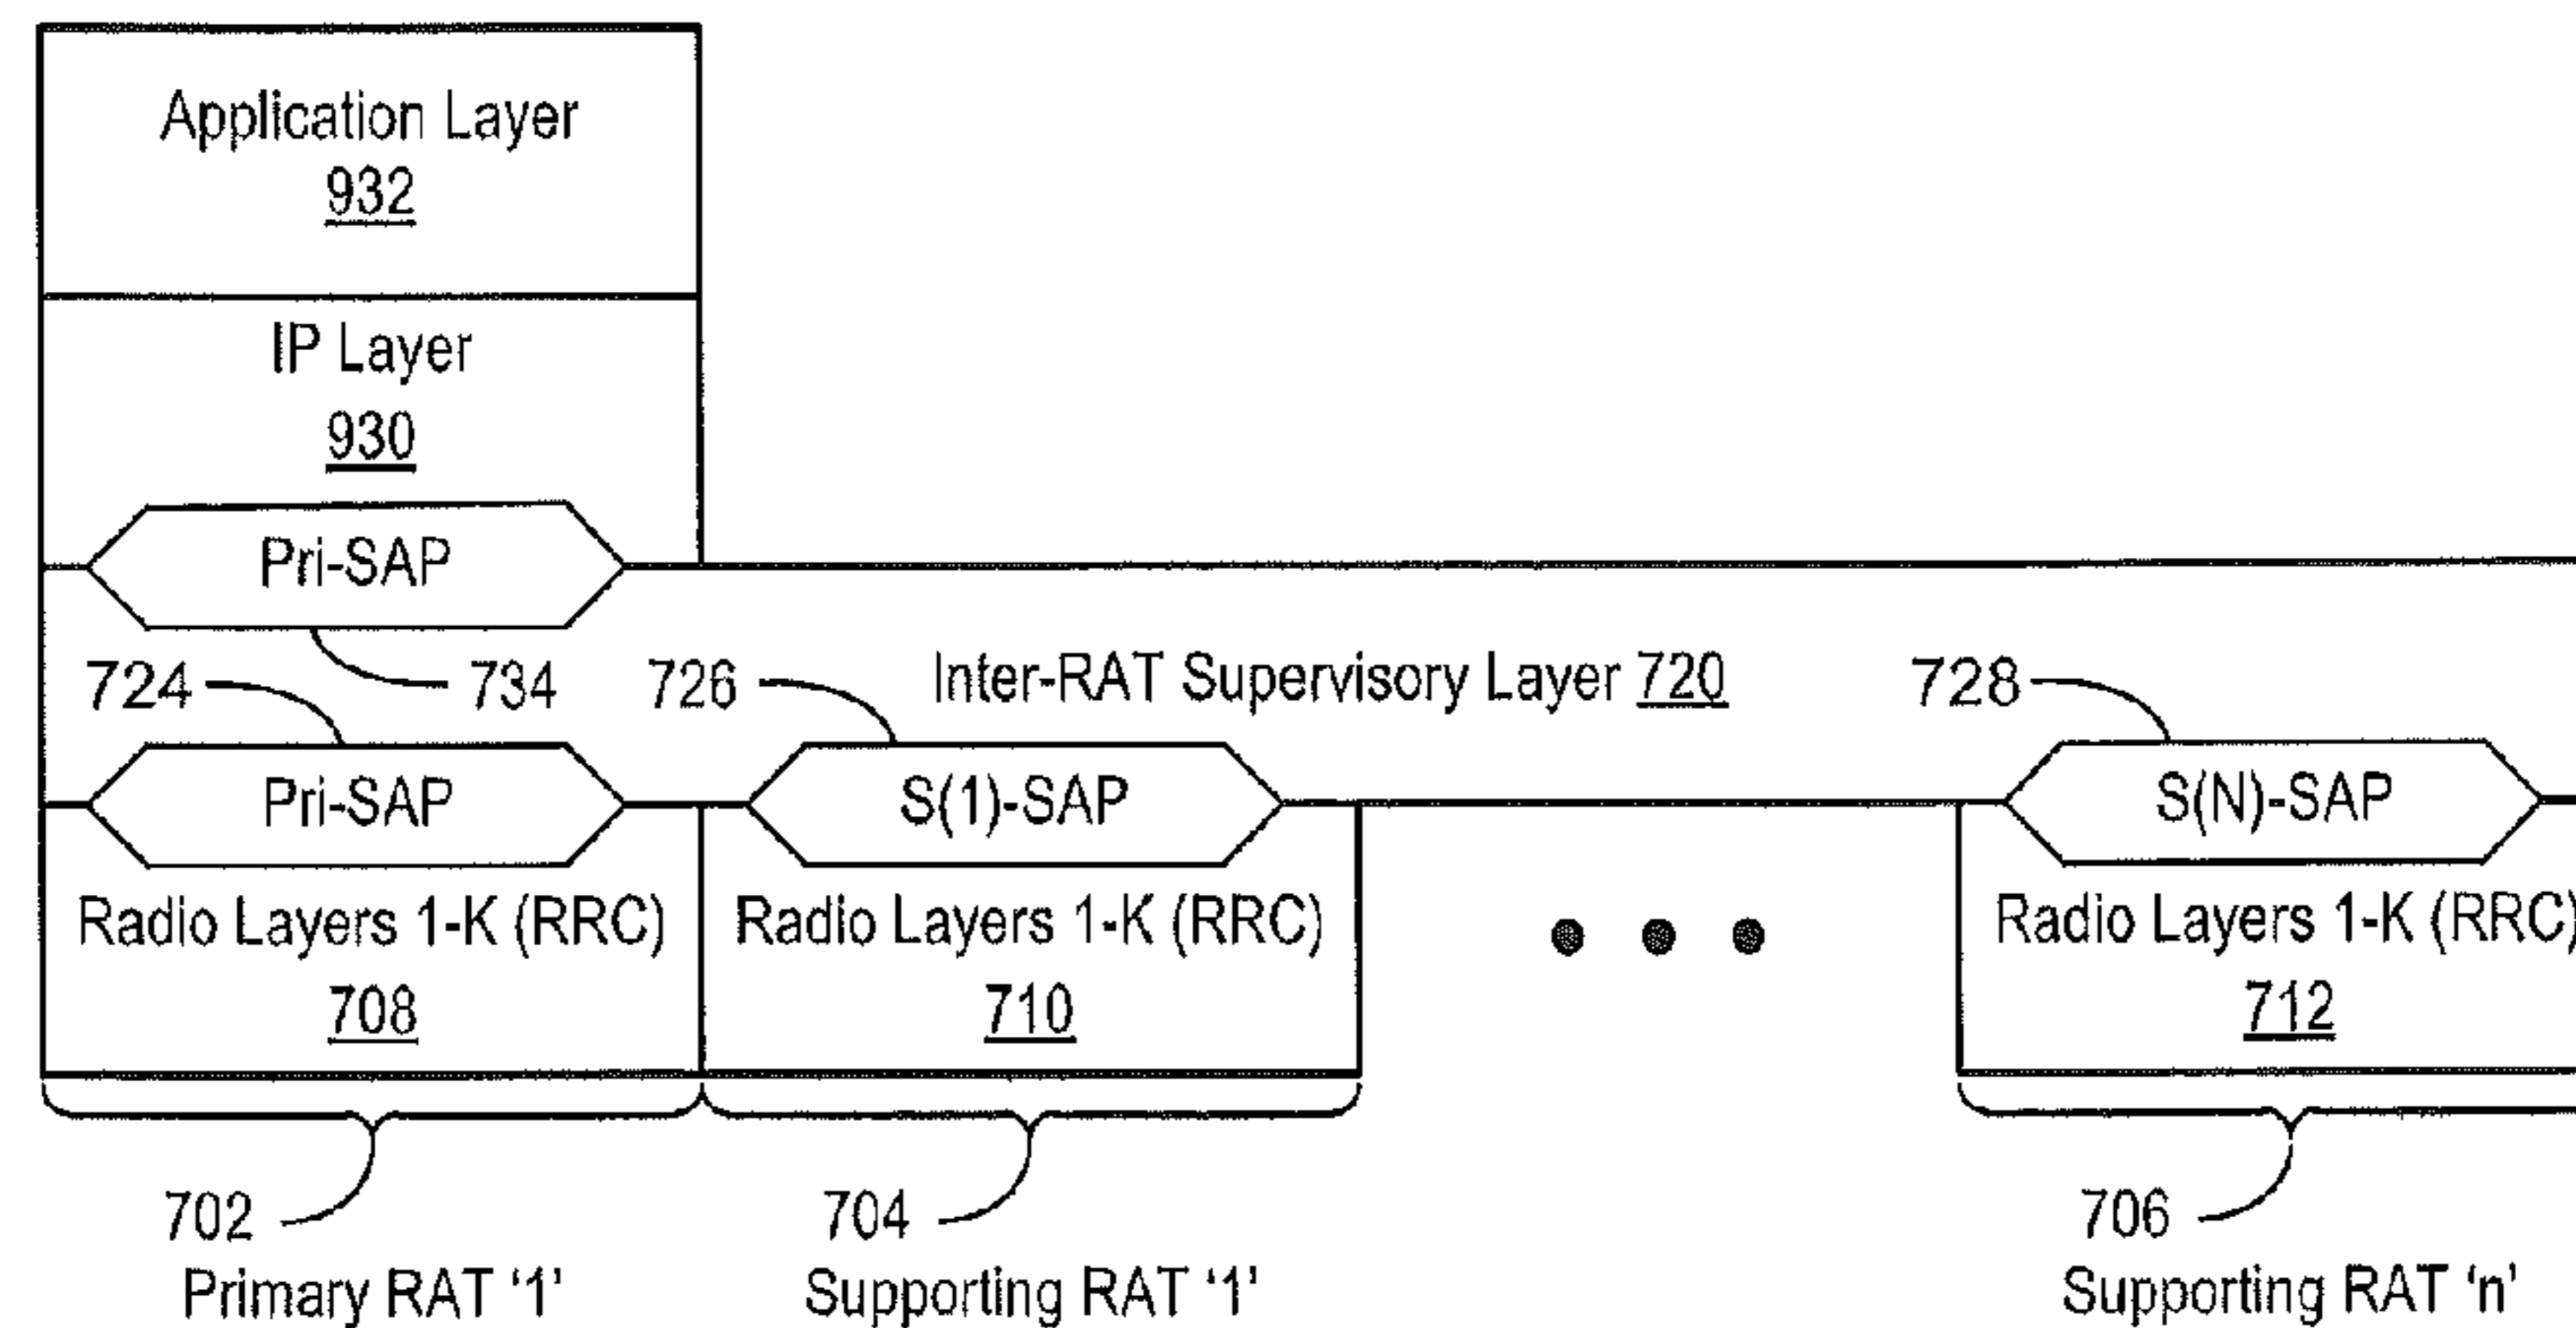 Application Layer
932
IP Layer
930
Pri-SAP
724
734
726
Inter-RAT Supervisory Layer 720
728
Pri-SAP
S(1)-SAP
S(N)-SAP
Radio Layers 1-K (RRC)
708
Radio Layers 1-K (RRC)
710
Radio Layers 1-K (RRC)
712
702
Primary RAT ‘1’
704
Supporting RAT ‘1’
706
Supporting RAT ‘n’